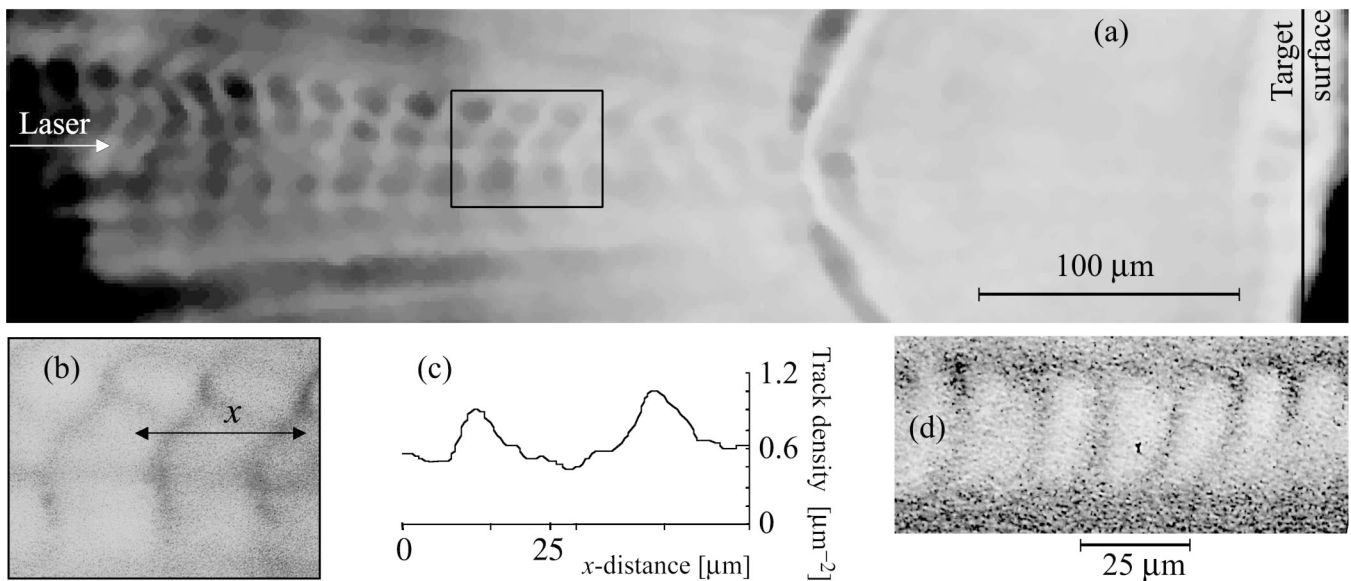 (a)
Target
surface
Laser
100 µm
(b)
x
(c)
Track density [µm⁻²]
1.2
0.6
0
0
25
x-distance [µm]
(d)
25 µm